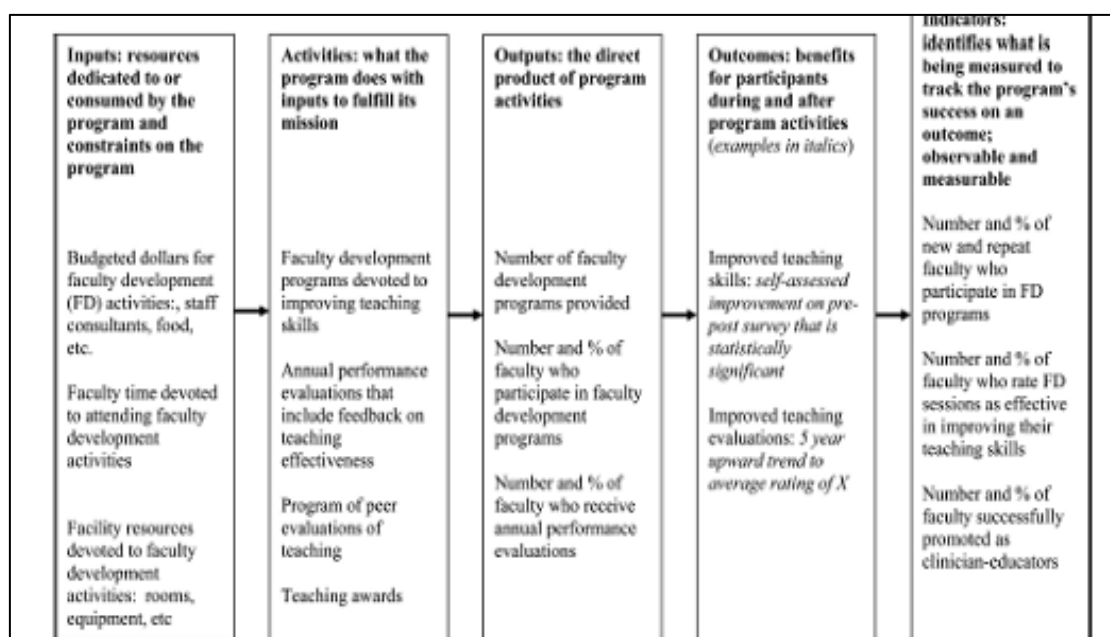 Inputs: resources
dedicated to or
consumed by the
program and
constraints on the
program
Budgeted dollars for
faculty development
(FD) activities:, staff
consultants, food,
etc.
Faculty time devoted
to attending faculty
development
activities
Facility resources
devoted to faculty
development
activities: rooms,
equipment, etc
Activities: what the
program does with
inputs to fulfill its
mission
Faculty development
programs devoted to
improving teaching
skills
Annual performance
evaluations that
include feedback on
teaching
effectiveness
Program of peer
evaluations of
teaching
Teaching awards
Outputs: the direct
product of program
activities
Number of faculty
development
programs provided
Number and % of
faculty who
participate in faculty
development
programs
Number and % of
faculty who receive
annual performance
evaluations
Outcomes: benefits
for participants
during and after
program activities
(examples in italics)
Improved teaching
skills: self-assessed
improvement on pre-
post survey that is
statistically
significant
Improved teaching
evaluations: 5 year
upward trend to
average rating of X
Indicators:
identifies what is
being measured to
track the program's
success on an
outcome;
observable and
measurable
Number and % of
new and repeat
faculty who
participate in FD
programs
Number and % of
faculty who rate FD
sessions as effective
in improving their
teaching skills
Number and % of
faculty successfully
promoted as
clinician-educators